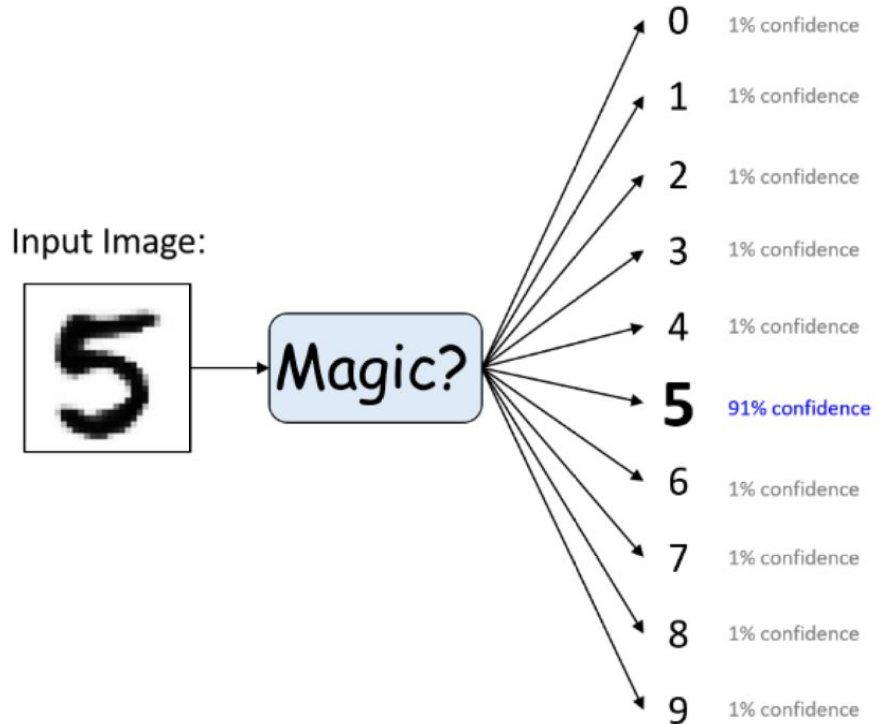 0 1% confidence
1 1% confidence
2 1% confidence
3 1% confidence
Input Image:
4 1% confidence
5
Magic?
5 91% confidence
6 1% confidence
7 1% confidence
8 1% confidence
9 1% confidence